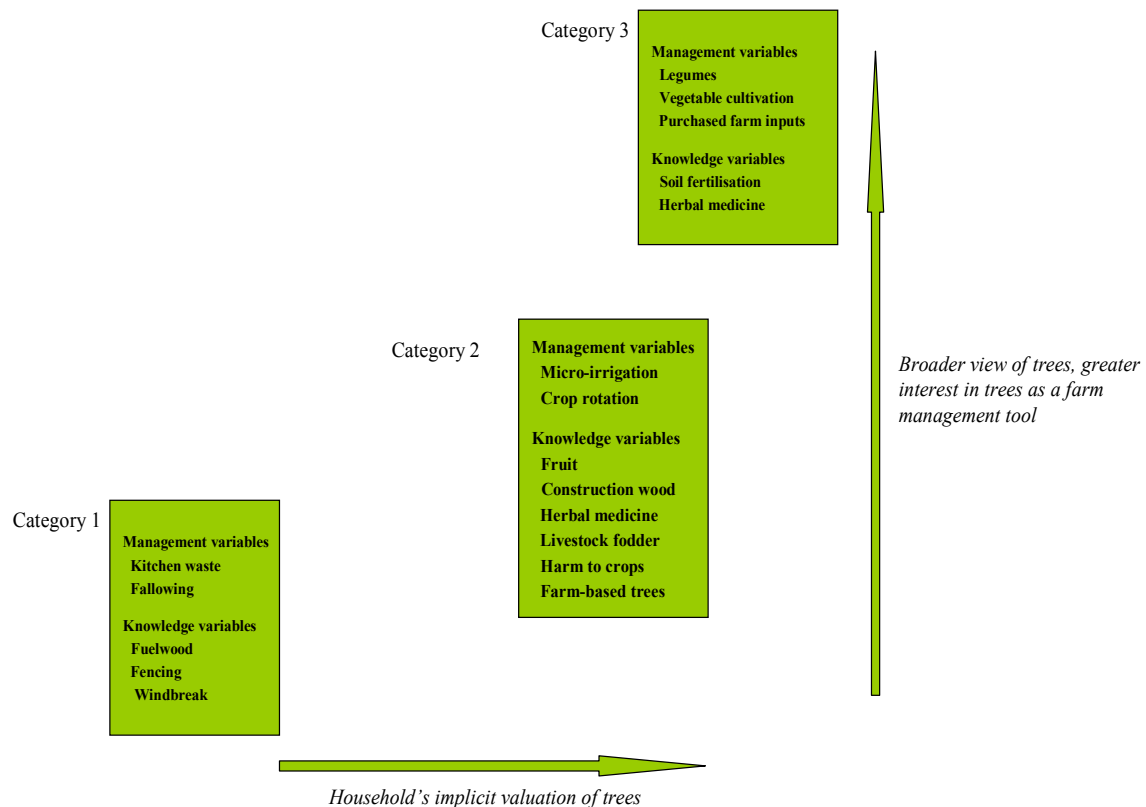 Category 3
Management variables
Legumes
Vegetable cultivation
Purchased farm inputs
Knowledge variables
Soil fertilisation
Herbal medicine
Category 2
Management variables
Micro-irrigation
Crop rotation
Knowledge variables
Fruit
Construction wood
Herbal medicine
Livestock fodder
Harm to crops
Farm-based trees
Broader view of trees, greater
interest in trees as a farm
management tool
Category 1
Management variables
Kitchen waste
Fallowing
Knowledge variables
Fuelwood
Fencing
Windbreak
Household's implicit valuation of trees